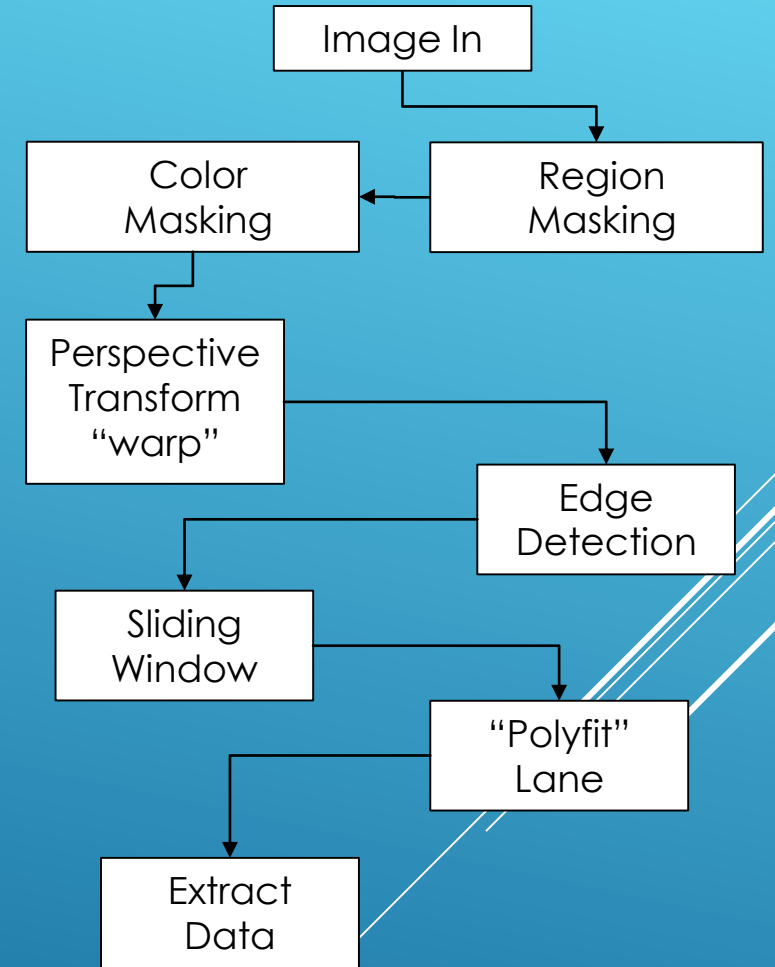 Image In
Region
Masking
Color
Masking
Perspective
Transform
“warp”
Edge
Detection
Sliding
Window
“Polyfit”
Lane
Extract
Data